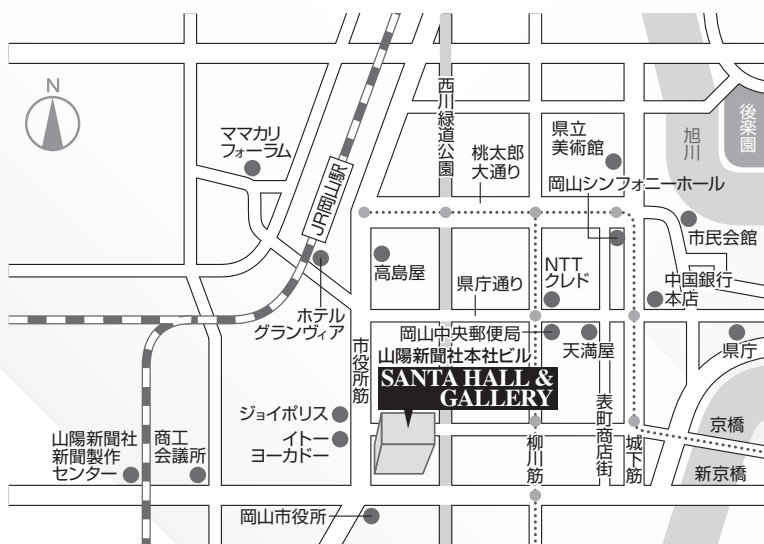 N
ママカリ
フォーラム
JR岡山駅
西川緑道公園
桃太郎
大通り
県立
美術館
旭川
後楽園
岡山シンフォニーホール
市民会館
高島屋
県庁通り
NTT
クレド
中国銀行
本店
ホテル
グランヴィア
市役所筋
岡山中央郵便局
天満屋
県庁
山陽新聞社本社ビル
SANTA HALL &
GALLERY
ジョイポリス
イトー
ヨーカドー
表町商店街
柳川筋
城下筋
京橋
新京橋
山陽新聞社
新聞製作
センター
商工
会議所
岡山市役所